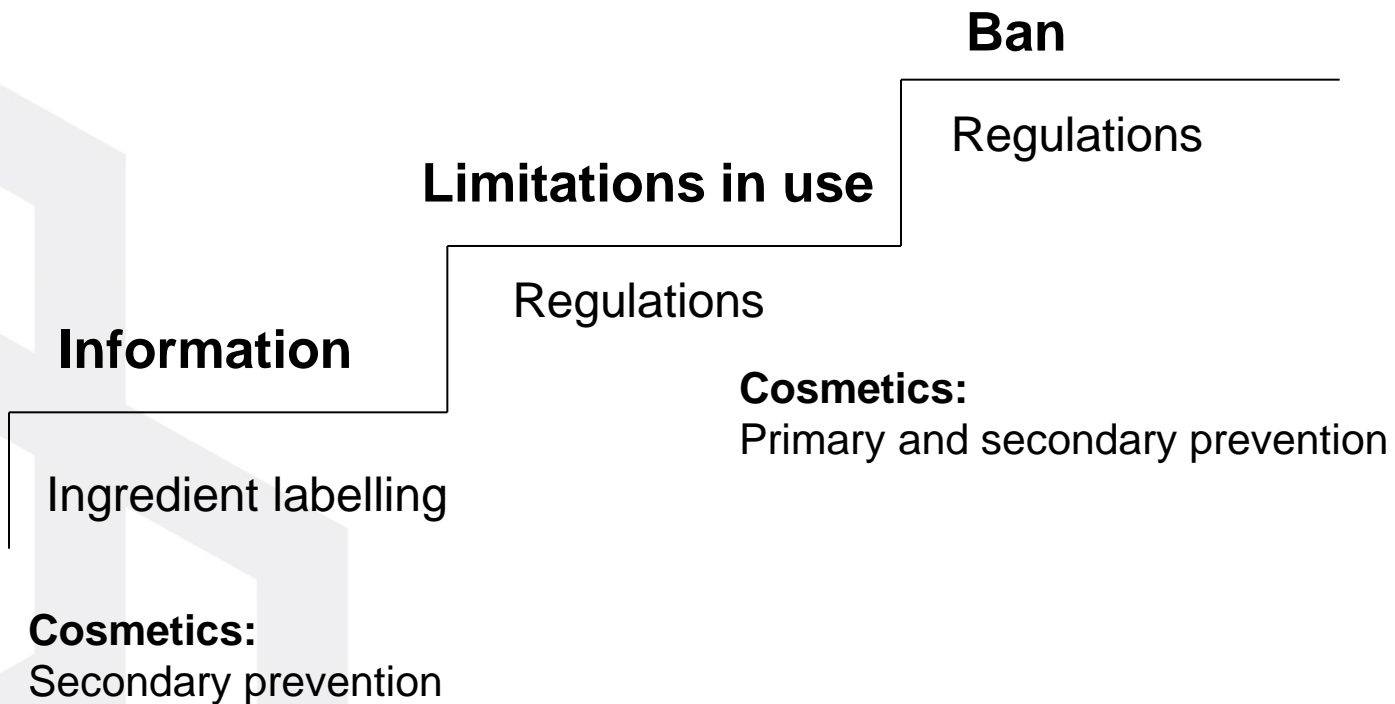 Ban
Regulations
Limitations in use
Regulations
Information
Cosmetics:
Primary and secondary prevention
Ingredient labelling
Cosmetics:
Secondary prevention